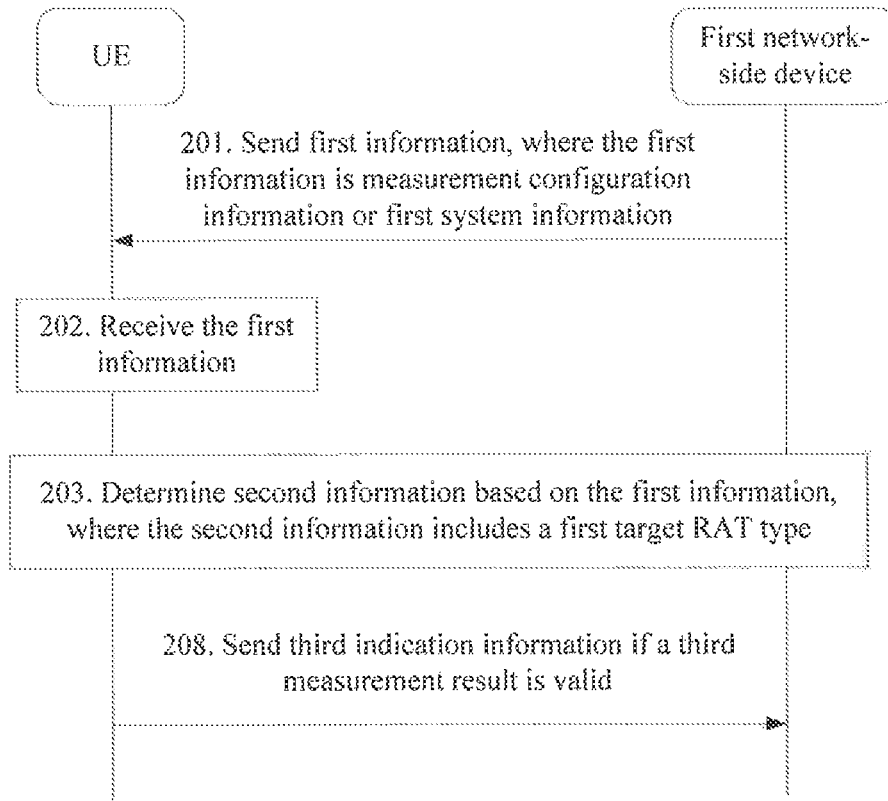 UE
First network-
side device
201. Send first information, where the first
information is measurement configuration
information or first system information
202. Receive the first
information
203. Determine second information based on the first information,
where the second information includes a first target RAT type
208. Send third indication information if a third
measurement result is valid